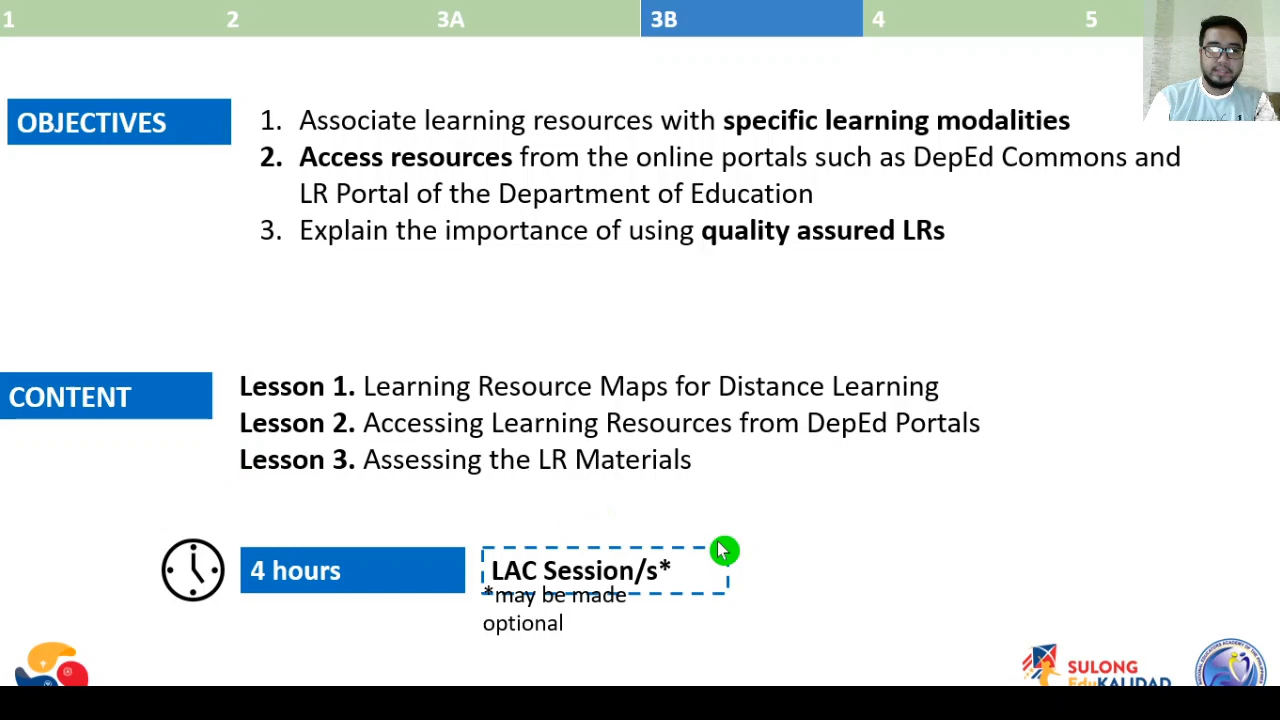 1 2 3A 3B 4 5
OBJECTIVES
1. Associate learning resources with specific learning modalities
2. Access resources from the online portals such as DepEd Commons and
LR Portal of the Department of Education
3. Explain the importance of using quality assured LRs
CONTENT
Lesson 1. Learning Resource Maps for Distance Learning
Lesson 2. Accessing Learning Resources from DepEd Portals
Lesson 3. Assessing the LR Materials
4 hours
LAC Session/s*
*may be made
optional
SULONG
EduKALIDAD